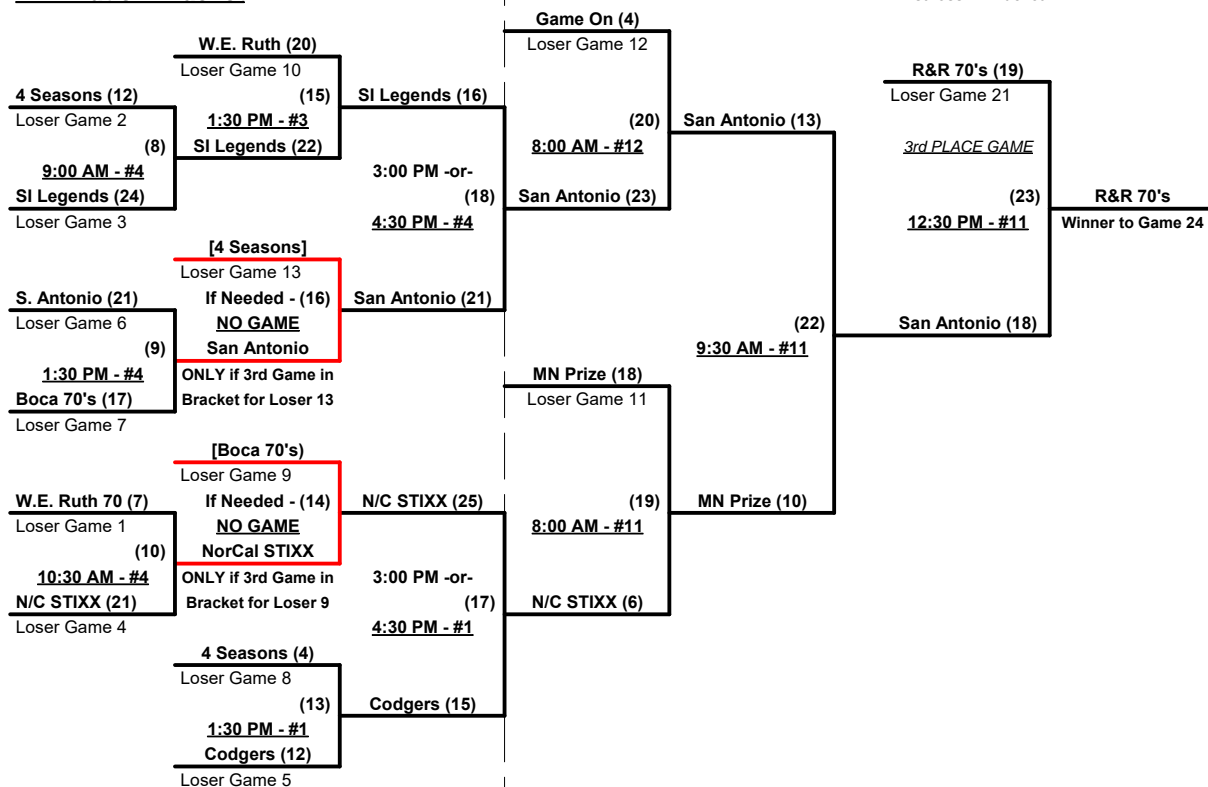 Game On (4)
Loser Game 12
W.E. Ruth (20)
Loser Game 10
R&R 70's (19)
Loser Game 21
4 Seasons (12)
Loser Game 2
(15)
1:30 PM - #3
SI Legends (16)
(20)
8:00 AM - #12
San Antonio (13)
(8)
9:00 AM - #4
SI Legends (22)
3rd PLACE GAME
SI Legends (24)
Loser Game 3
3:00 PM -or-
(18)
4:30 PM - #4
San Antonio (23)
(23)
12:30 PM - #11
R&R 70's
Winner to Game 24
[4 Seasons]
Loser Game 13
S. Antonio (21)
Loser Game 6
If Needed - (16)
NO GAME
San Antonio
San Antonio (21)
(9)
1:30 PM - #4
ONLY if 3rd Game in
Bracket for Loser 13
(22)
9:30 AM - #11
San Antonio (18)
Boca 70's (17)
Loser Game 7
MN Prize (18)
Loser Game 11
[Boca 70's)
Loser Game 9
W.E. Ruth 70 (7)
Loser Game 1
If Needed - (14)
NO GAME
NorCal STIXX
N/C STIXX (25)
(19)
8:00 AM - #11
MN Prize (10)
(10)
10:30 AM - #4
ONLY if 3rd Game in
Bracket for Loser 9
N/C STIXX (21)
Loser Game 4
3:00 PM -or-
(17)
4:30 PM - #1
N/C STIXX (6)
4 Seasons (4)
Loser Game 8
(13)
1:30 PM - #1
Codgers (15)
Codgers (12)
Loser Game 5